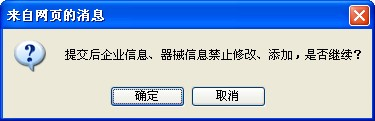 来自网页的消息
提交后企业信息、器械信息禁止修改、添加，是否继续？
确定
取消